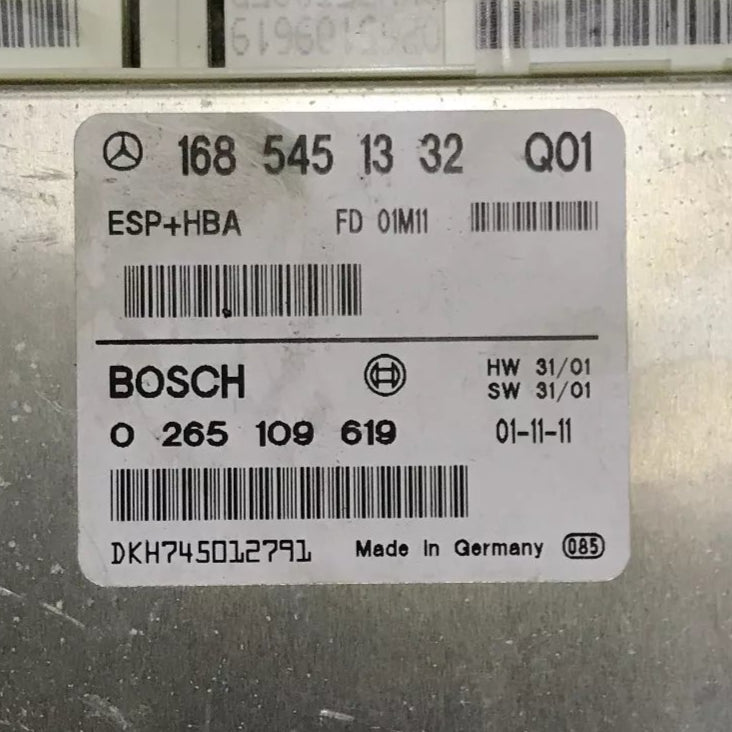 0265109619
168 545 13 32 Q01
ESP+HBA FD 01M11
BOSCH HW 31/01
SW 31/01
0 265 109 619 01-11-11
DKH745012791 Made in Germany 085